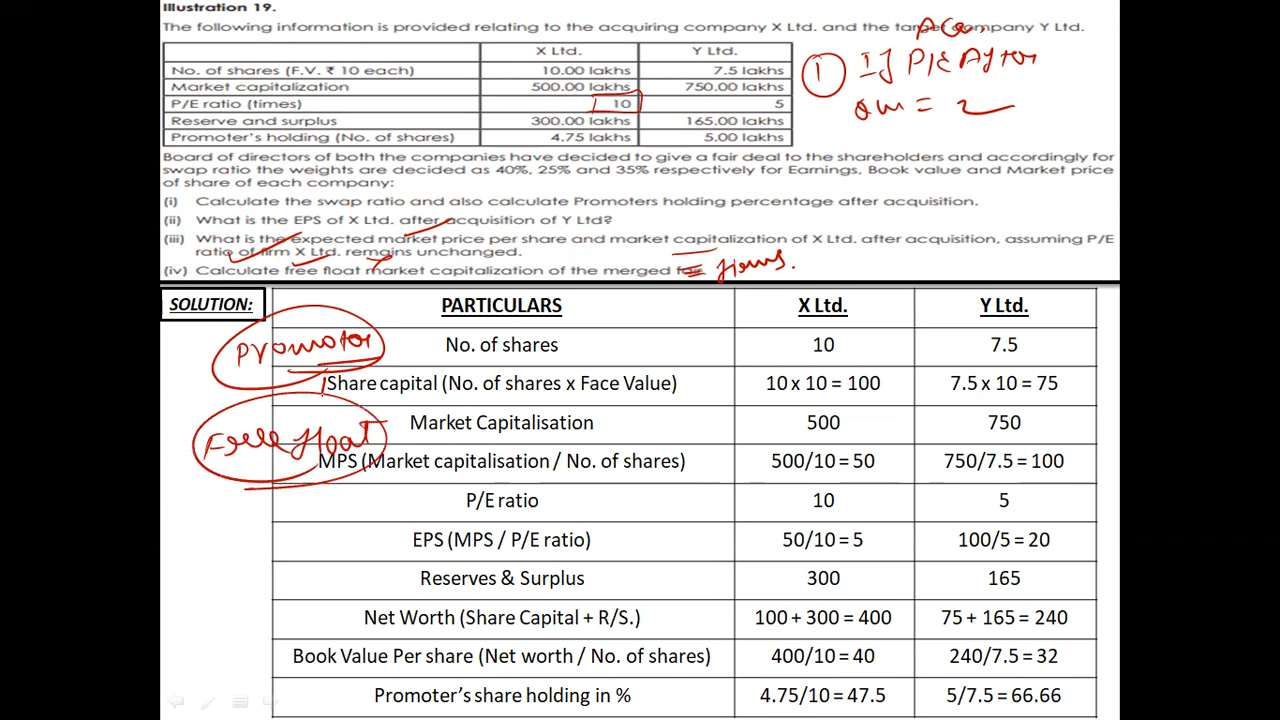 Illustration 19.
The following information is provided relating to the acquiring company X Ltd. and the target company Y Ltd.
X Ltd. Y Ltd.
No. of shares (F.V. ₹ 10 each) 10.00 lakhs 7.5 lakhs
Market capitalization 500.00 lakhs 750.00 lakhs
P/E ratio (times) 10 5
Reserve and surplus 300.00 lakhs 165.00 lakhs
Promoter's holding (No. of shares) 4.75 lakhs 5.00 lakhs
1 If P/E After
=
Board of directors of both the companies have decided to give a fair deal to the shareholders and accordingly for
swap ratio the weights are decided as 40%, 25% and 35% respectively for Earnings, Book value and Market price
of share of each company:
(i) Calculate the swap ratio and also calculate Promoters holding percentage after acquisition.
(ii) What is the EPS of X Ltd. after acquisition of Y Ltd?
(iii) What is the expected market price per share and market capitalization of X Ltd. after acquisition, assuming P/E
ratio of firm X Ltd. remains unchanged.
(iv) Calculate free float market capitalization of the merged firms.
SOLUTION: PARTICULARS X Ltd. Y Ltd.
Promotor
No. of shares 10 7.5
Share capital (No. of shares x Face Value) 10 x 10 = 100 7.5 x 10 = 75
Market Capitalisation 500 750
Free float
MPS (Market capitalisation / No. of shares) 500/10 = 50 750/7.5 = 100
P/E ratio 10 5
EPS (MPS / P/E ratio) 50/10 = 5 100/5 = 20
Reserves & Surplus 300 165
Net Worth (Share Capital + R/S.) 100 + 300 = 400 75 + 165 = 240
Book Value Per share (Net worth / No. of shares) 400/10 = 40 240/7.5 = 32
Promoter's share holding in % 4.75/10 = 47.5 5/7.5 = 66.66